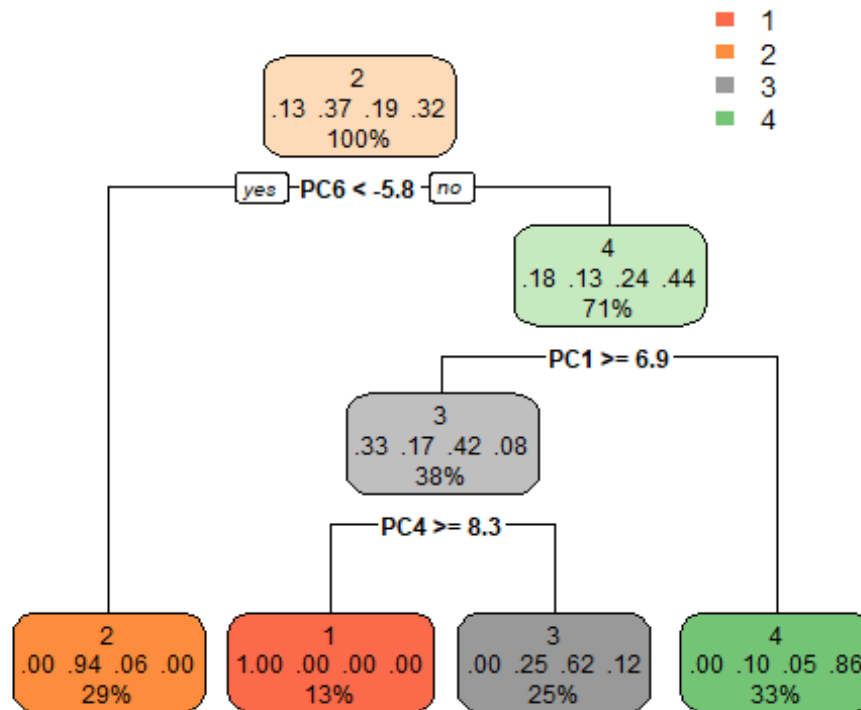 1
2
3
4
2
.13 .37 .19 .32
100%
yes PC6 < -5.8 no
4
.18 .13 .24 .44
71%
PC1 >= 6.9
3
.33 .17 .42 .08
38%
PC4 >= 8.3
2
.00 .94 .06 .00
29%
1
1.00 .00 .00 .00
13%
3
.00 .25 .62 .12
25%
4
.00 .10 .05 .86
33%